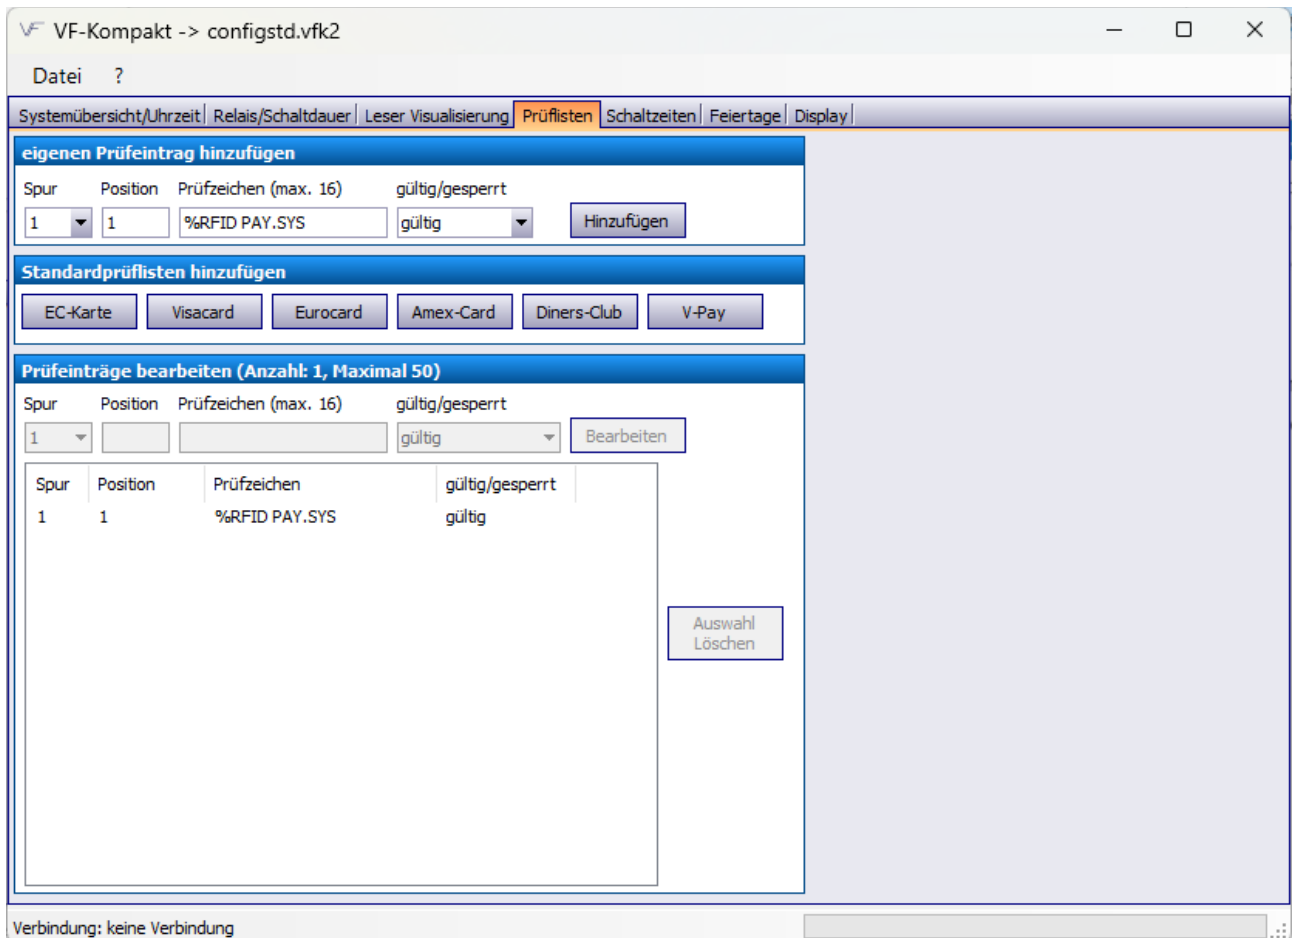 VF VF-Kompakt -> configstd.vfk2
Datei ?
Systemübersicht/Uhrzeit Relais/Schaltdauer Leser Visualisierung Prüflisten Schaltzeiten Feiertage Display
eigenen Prüfeintrag hinzufügen
Spur Position Prüfzeichen (max. 16) gültig/gesperrt
1 1 %RFID PAY.SYS gültig Hinzufügen
Standardprüflisten hinzufügen
EC-Karte Visacard Eurocard Amex-Card Diners-Club V-Pay
Prüfeinträge bearbeiten (Anzahl: 1, Maximal 50)
Spur Position Prüfzeichen (max. 16) gültig/gesperrt
1 gültig Bearbeiten
Spur Position Prüfzeichen gültig/gesperrt
1 1 %RFID PAY.SYS gültig
Auswahl
Löschen
Verbindung: keine Verbindung